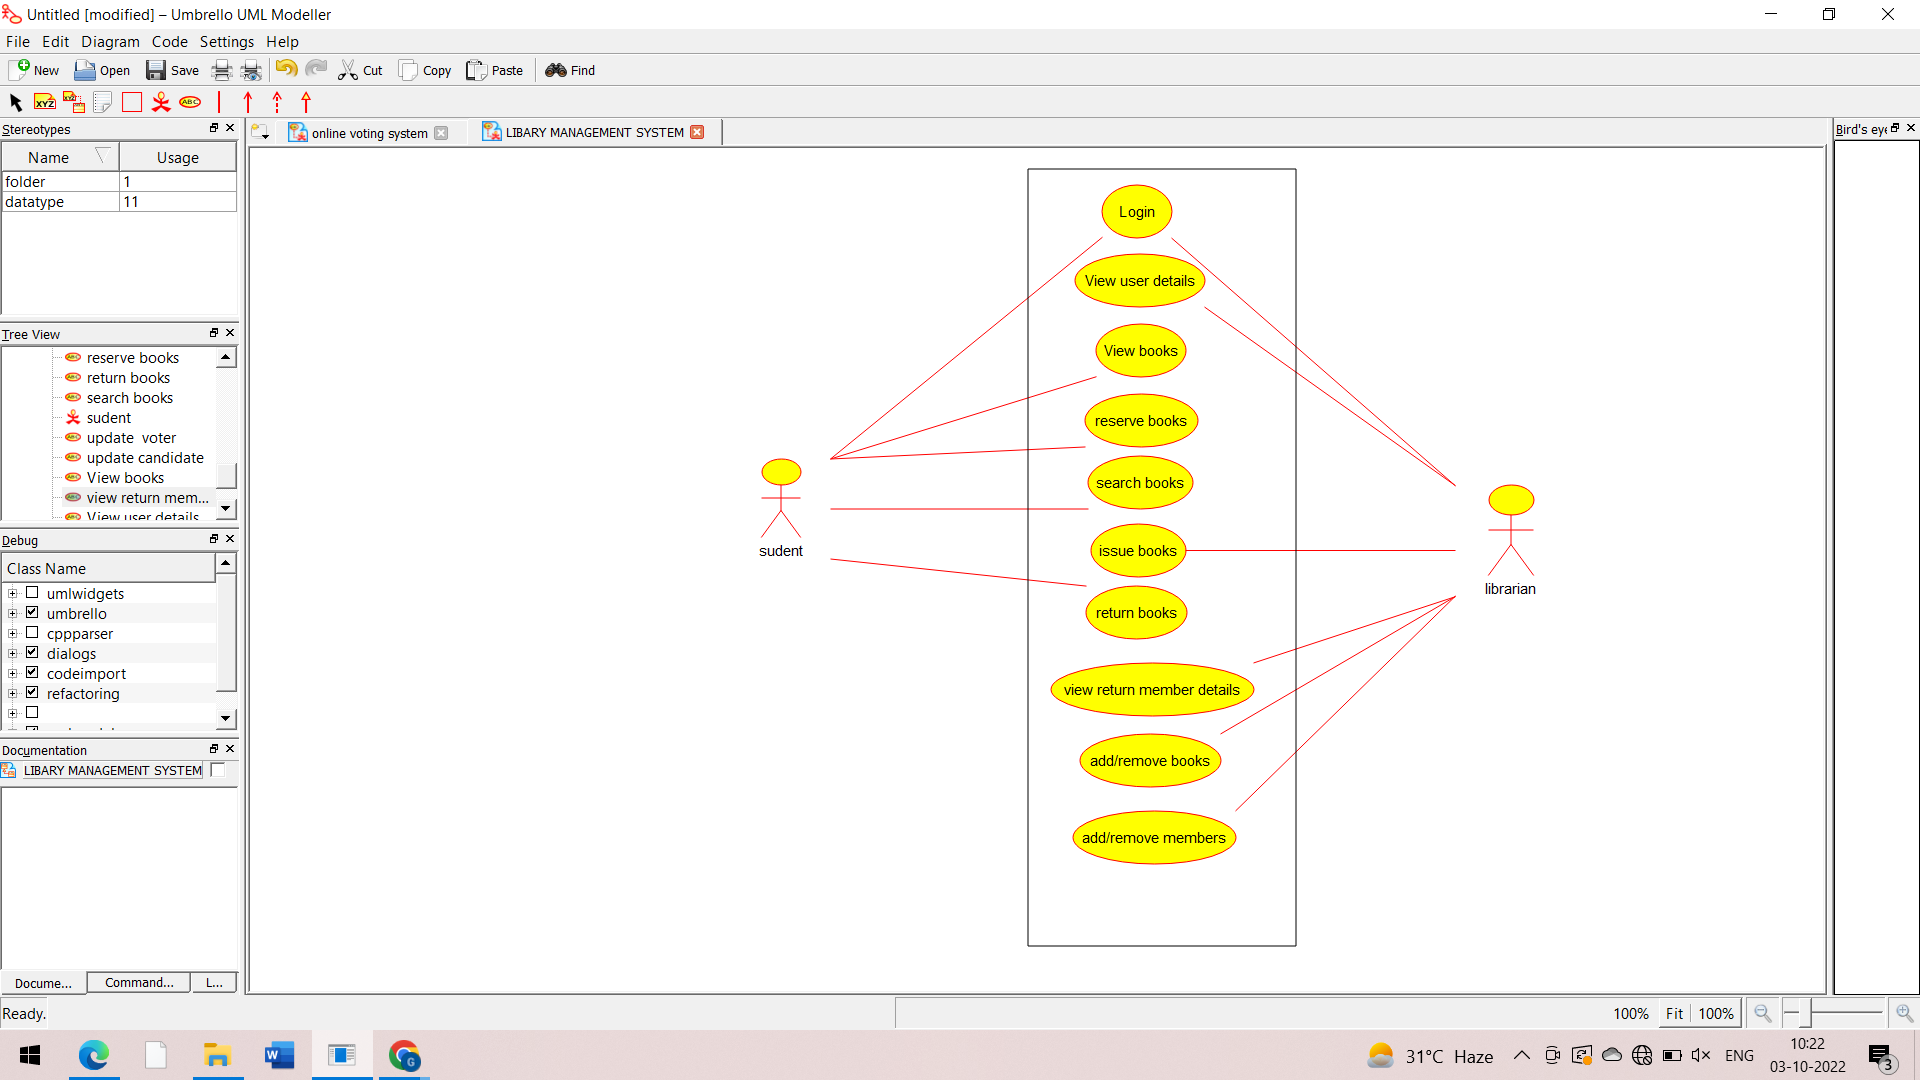 Untitled [modified] – Umbrello UML Modeller
File Edit Diagram Code Settings Help
New Open Save Cut Copy Paste Find
XYZ XYZ ABC
Stereotypes
Name Usage
folder 1
datatype 11
Tree View
reserve books
return books
search books
sudent
update voter
update candidate
View books
view return mem...
View user details
Debug
Class Name
umlwidgets
umbrello
cppparser
dialogs
codeimport
refactoring
Documentation
LIBARY MANAGEMENT SYSTEM
Docume... Command... L...
online voting system LIBARY MANAGEMENT SYSTEM
Login
View user details
View books
reserve books
search books
issue books
return books
view return member details
add/remove books
add/remove members
sudent
librarian
Bird's eye
Ready.
100% Fit 100%
31°C Haze ENG 10:22
03-10-2022
3